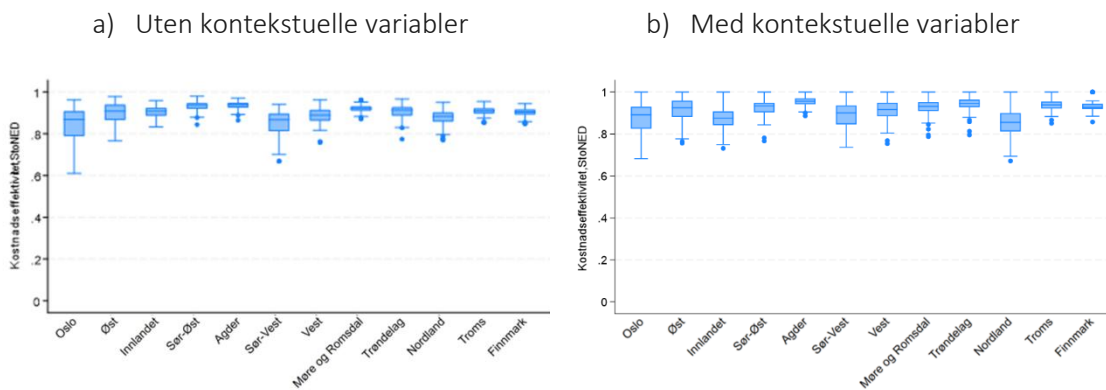 a) Uten kontekstuelle variabler
b) Med kontekstuelle variabler
Kostnadseffektivitet,StoNED
1
.8
.6
.4
.2
0
Oslo
Øst
Innlandet
Sør-Øst
Agder
Sør-Vest
Vest
Møre og Romsdal
Trøndelag
Nordland
Troms
Finnmark
Kostnadseffektivitet,StoNED
1
.8
.6
.4
.2
0
Oslo
Øst
Innlandet
Sør-Øst
Agder
Sør-Vest
Vest
Møre og Romsdal
Trøndelag
Nordland
Troms
Finnmark